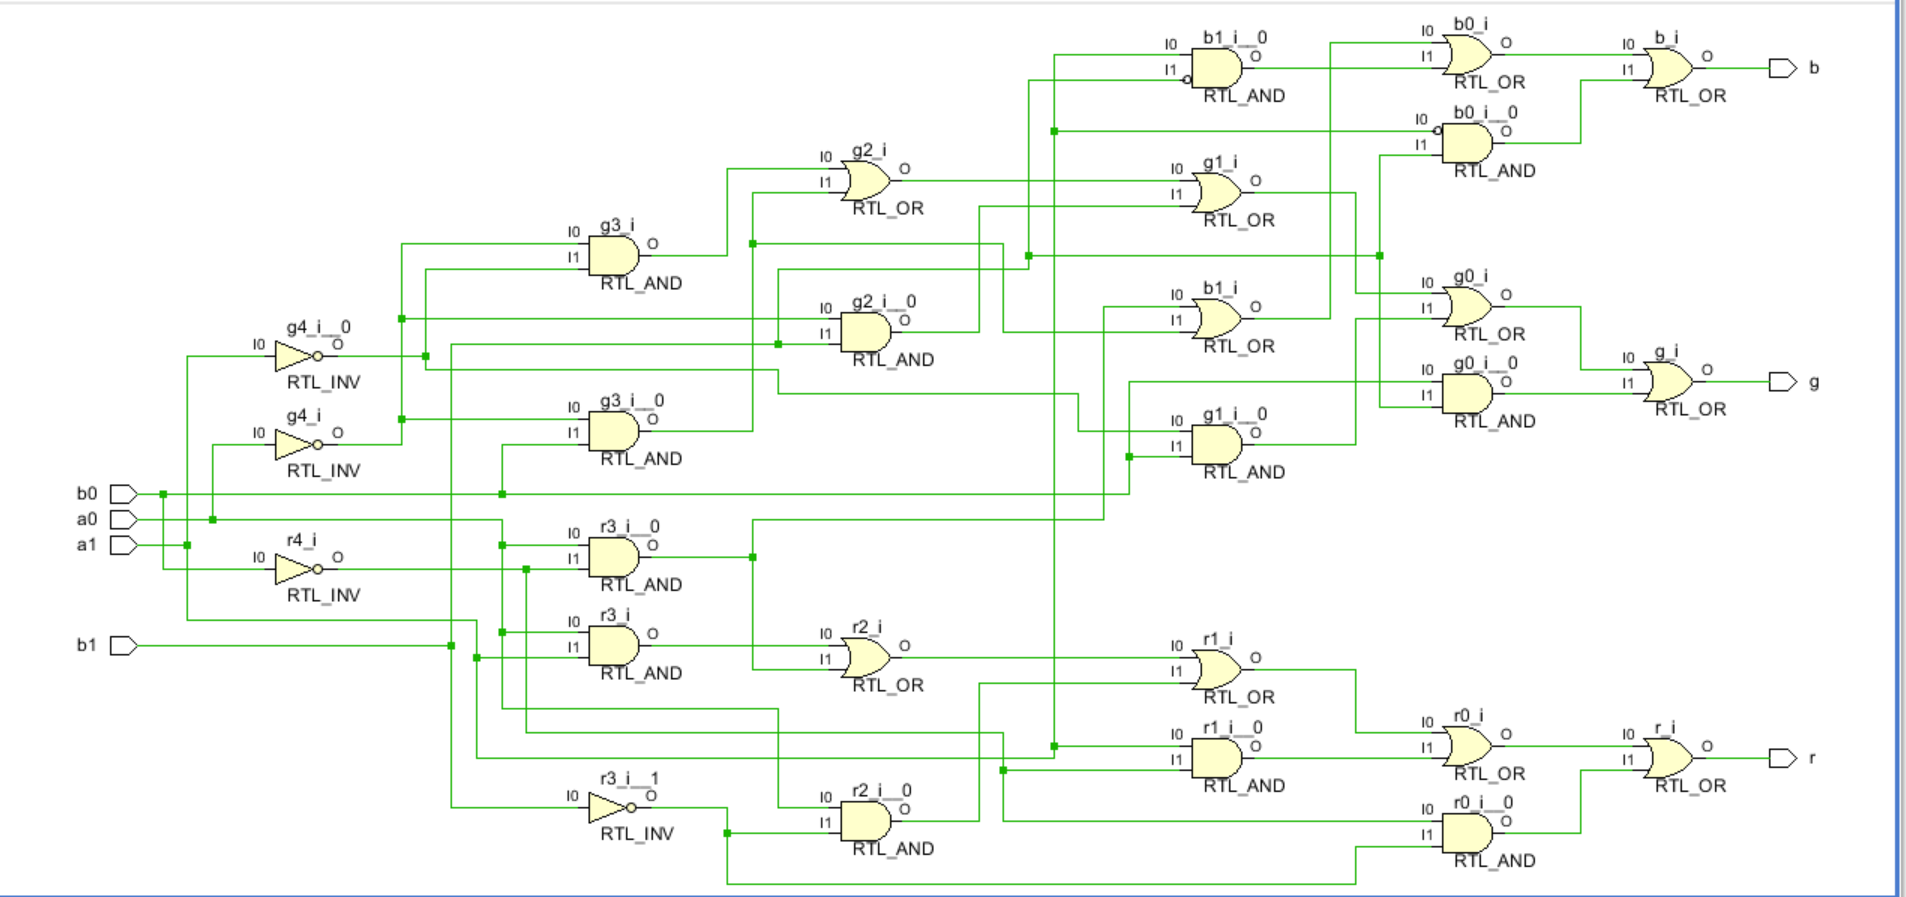 b1_i__0
I0
O
I1
RTL_AND
b0_i
I0
O
I1
RTL_OR
b_i
I0
O
I1
RTL_OR
b
b0_i__0
I0
O
I1
RTL_AND
g2_i
I0
O
I1
RTL_OR
g1_i
I0
O
I1
RTL_OR
g3_i
I0
O
I1
RTL_AND
g2_i__0
I0
O
I1
RTL_AND
b1_i
I0
O
I1
RTL_OR
g0_i
I0
O
I1
RTL_OR
g4_i__0
I0
O
RTL_INV
g_i
I0
O
I1
RTL_OR
g
g0_i__0
I0
O
I1
RTL_AND
g4_i
I0
O
RTL_INV
g3_i__0
I0
O
I1
RTL_AND
g1_i__0
I0
O
I1
RTL_AND
b0
a0
a1
b1
r4_i
I0
O
RTL_INV
r3_i__0
I0
O
I1
RTL_AND
r3_i
I0
O
I1
RTL_AND
r2_i
I0
O
I1
RTL_OR
r1_i
I0
O
I1
RTL_OR
r1_i__0
I0
O
I1
RTL_AND
r0_i
I0
O
I1
RTL_OR
r_i
I0
O
I1
RTL_OR
r
r3_i__1
I0
O
RTL_INV
r2_i__0
I0
O
I1
RTL_AND
r0_i__0
I0
O
I1
RTL_AND